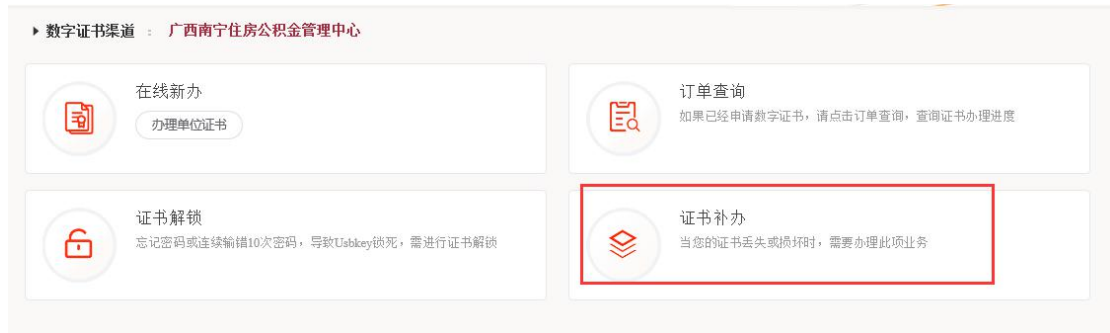 数字证书渠道 : 广西南宁住房公积金管理中心
在线新办
办理单位证书
订单查询
如果已经申请数字证书，请点击订单查询，查询证书办理进度
证书解锁
忘记密码或连续输错10次密码，导致Usbkey锁死，需进行证书解锁
证书补办
当您的证书丢失或损坏时，需要办理此项业务